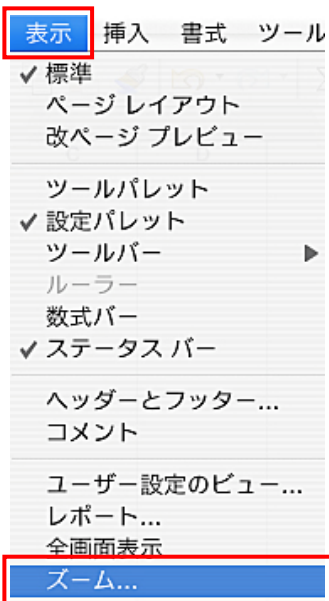 表示 挿入 書式 ツール
✓標準
ページ レイアウト
改ページ プレビュー
ツールパレット
✓設定パレット
ツールバー ▶
ルーラー
数式バー
✓ステータス バー
ヘッダーとフッター...
コメント
ユーザー設定のビュー...
レポート...
全画面表示
ズーム...